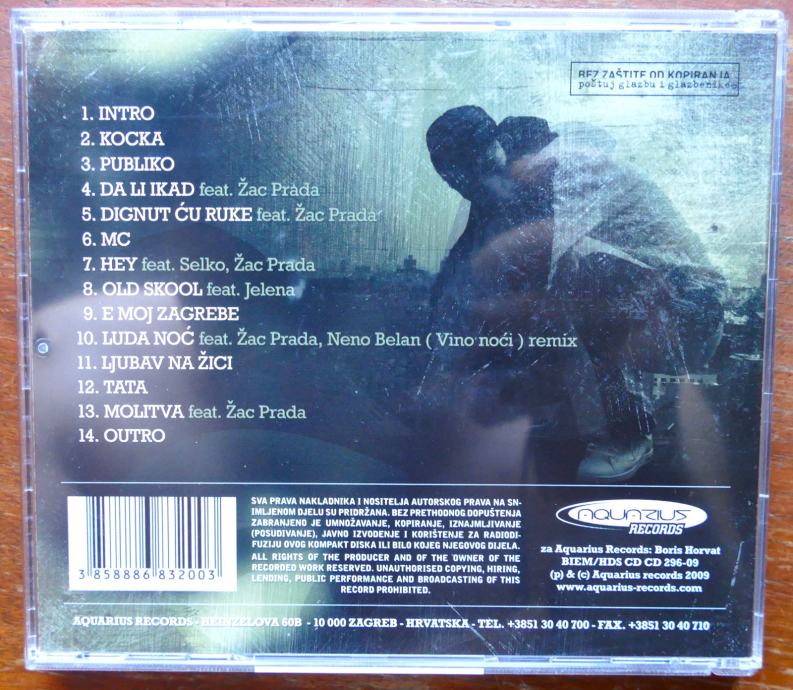 BEZ ZAŠTITE OD KOPIRANJA
poštuj glazbu i glazbenike
1. INTRO
2. KOCKA
3. PUBLIKO
4. DA LI IKAD feat. Žac Prada
5. DIGNUT ĆU RUKE feat. Žac Prada
6. MC
7. HEY feat. Selko, Žac Prada
8. OLD SKOOL feat. Jelena
9. E MOJ ZAGREBE
10. LUDA NOĆ feat. Žac Prada, Neno Belan ( Vino noći ) remix
11. LJUBAV NA ŽICI
12. TATA
13. MOLITVA feat. Žac Prada
14. OUTRO
3 858886 832003
SVA PRAVA NAKLADNIKA I NOSITELJA AUTORSKOG PRAVA NA SN-
IMLJENOM DJELU SU PRIDRŽANA. BEZ PRETHODNOG DOPUŠTENJA
ZABRANJENO JE UMNOŽAVANJE, KOPIRANJE, IZNAJMLJIVANJE
(POSUĐIVANJE), JAVNO IZVOĐENJE I KORIŠTENJE ZA RADIODI-
FUZIJU OVOG KOMPAKT DISKA ILI BILO KOJEG NJEGOVOG DIJELA.
ALL RIGHTS OF THE PRODUCER AND OF THE OWNER OF THE
RECORDED WORK RESERVED. UNAUTHORISED COPYING, HIRING,
LENDING, PUBLIC PERFORMANCE AND BROADCASTING OF THIS
RECORD PROHIBITED.
AQUARIUS
RECORDS
za Aquarius Records: Boris Horvat
BIEM/HDS CD CD 296-09
(p) & (c) Aquarius records 2009
www.aquarius-records.com
AQUARIUS RECORDS - HEINZELOVA 60B - 10 000 ZAGREB - HRVATSKA - TEL. +3851 30 40 700 - FAX. +3851 30 40 710